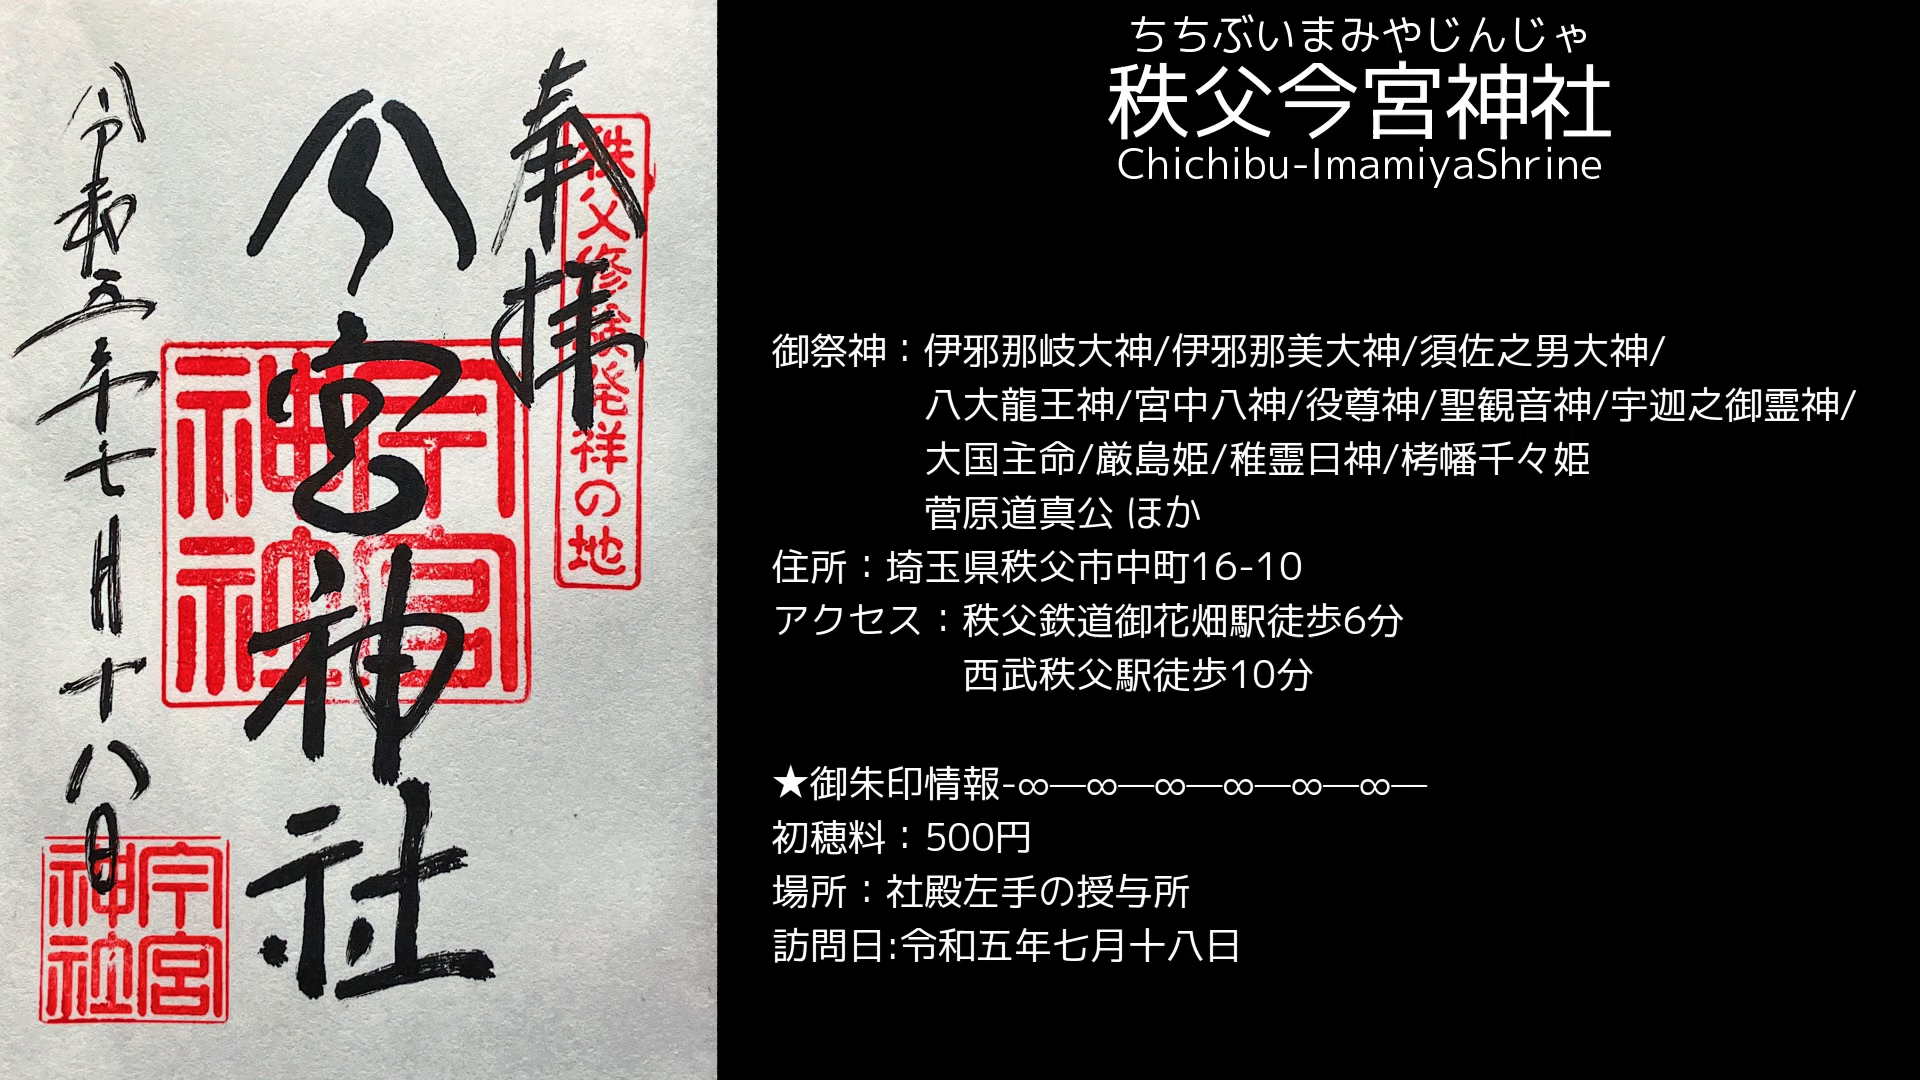 奉拝
秩父修験発祥の地
今宮神社
今宮
神社
令和五年七月十八日
今宮
神社
ちちぶいまみやじんじゃ
秩父今宮神社
Chichibu-ImamiyaShrine
御祭神：伊邪那岐大神/伊邪那美大神/須佐之男大神/
八大龍王神/宮中八神/役尊神/聖観音神/宇迦之御霊神/
大国主命/厳島姫/稚霊日神/栲幡千々姫
菅原道真公 ほか
住所：埼玉県秩父市中町16-10
アクセス：秩父鉄道御花畑駅徒歩6分
西武秩父駅徒歩10分
★御朱印情報-∞—∞—∞—∞—∞—∞—
初穂料：500円
場所：社殿左手の授与所
訪問日:令和五年七月十八日